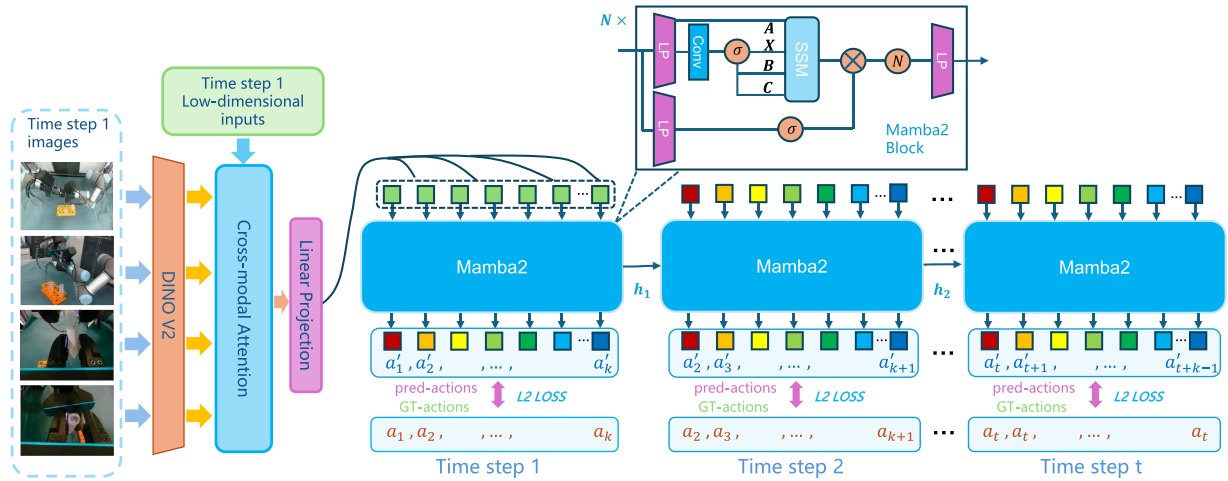 Time step 1
images
Time step 1
Low-dimensional
inputs
DINO V2
Cross-modal Attention
Linear Projection
N ×
LP
Conv
σ
A
X
B
C
SSM
N
LP
LP
σ
Mamba2
Block
...
...
...
...
Mamba2
h₁
Mamba2
...
h₂
Mamba2
...
...
...
a′₁ , a′₂ , , ... , a′ₖ
a′₂ , a′₃ , , ... , a′ₖ₊₁
...
a′ₜ , a′ₜ₊₁ , , ... , a′ₜ₊ₖ₋₁
pred-actions
GT-actions
L2 LOSS
pred-actions
GT-actions
L2 LOSS
pred-actions
GT-actions
L2 LOSS
a₁ , a₂ , ... , aₖ
a₂ , a₃ , ... , aₖ₊₁
...
aₜ , aₜ , ... , aₜ
Time step 1
Time step 2
Time step t